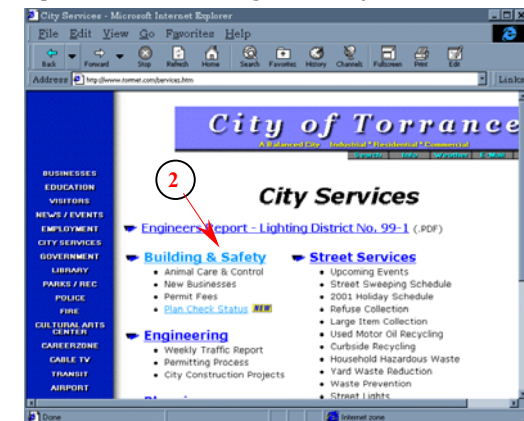 City Services - Microsoft Internet Explorer
File Edit View Go Favorites Help
Back Forward Stop Refresh Home Search Favorites History Channels Fullscreen Print Edit
Address Links
City of Torrance
A Balanced City Industrial * Residential * Commercial
Search Info Weather E-Mail
BUSINESSES
EDUCATION
VISITORS
NEWS / EVENTS
EMPLOYMENT
CITY SERVICES
GOVERNMENT
LIBRARY
PARKS / REC
POLICE
FIRE
CULTURAL ARTS
CENTER
CAREERZONE
CABLE TV
TRANSIT
AIRPORT
2
City Services
Engineers Report - Lighting District No. 99-1 (.PDF)
Building & Safety
• Animal Care & Control
• New Businesses
• Permit Fees
• Plan Check Status NEW
Engineering
• Weekly Traffic Report
• Permitting Process
• City Construction Projects
Street Services
• Upcoming Events
• Street Sweeping Schedule
• 2001 Holiday Schedule
• Refuse Collection
• Large Item Collection
• Used Motor Oil Recycling
• Curbside Recycling
• Household Hazardous Waste
• Yard Waste Reduction
• Waste Prevention
• Street Lights
Done Internet zone